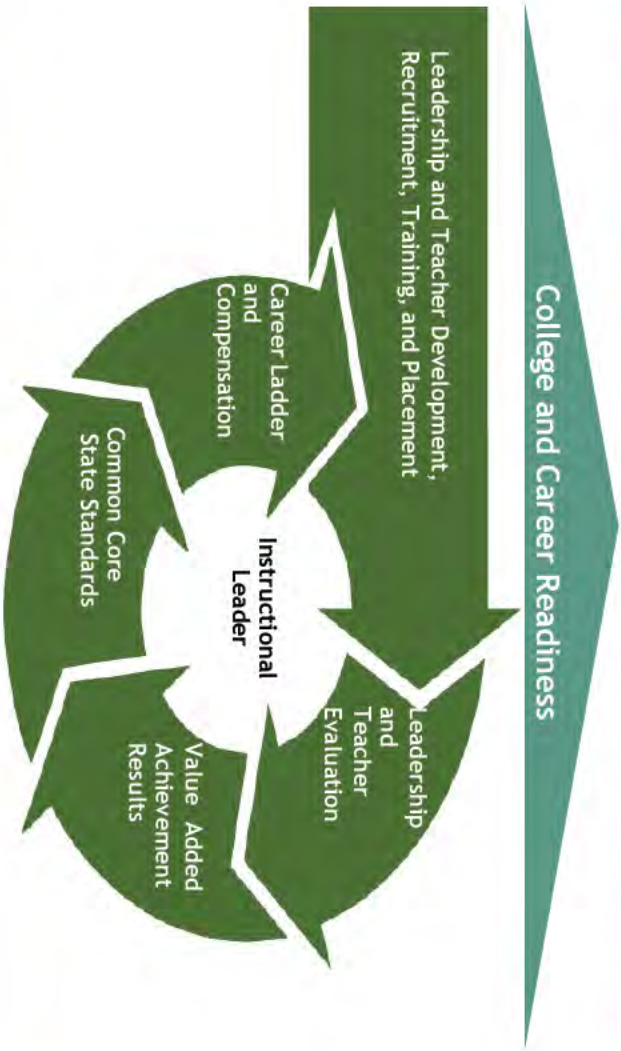 College and Career Readiness
Leadership and Teacher Development,
Recruitment, Training, and Placement
Leadership
and
Teacher
Evaluation
Value Added
Achievement
Results
Common Core
State Standards
Career Ladder
and
Compensation
Instructional
Leader